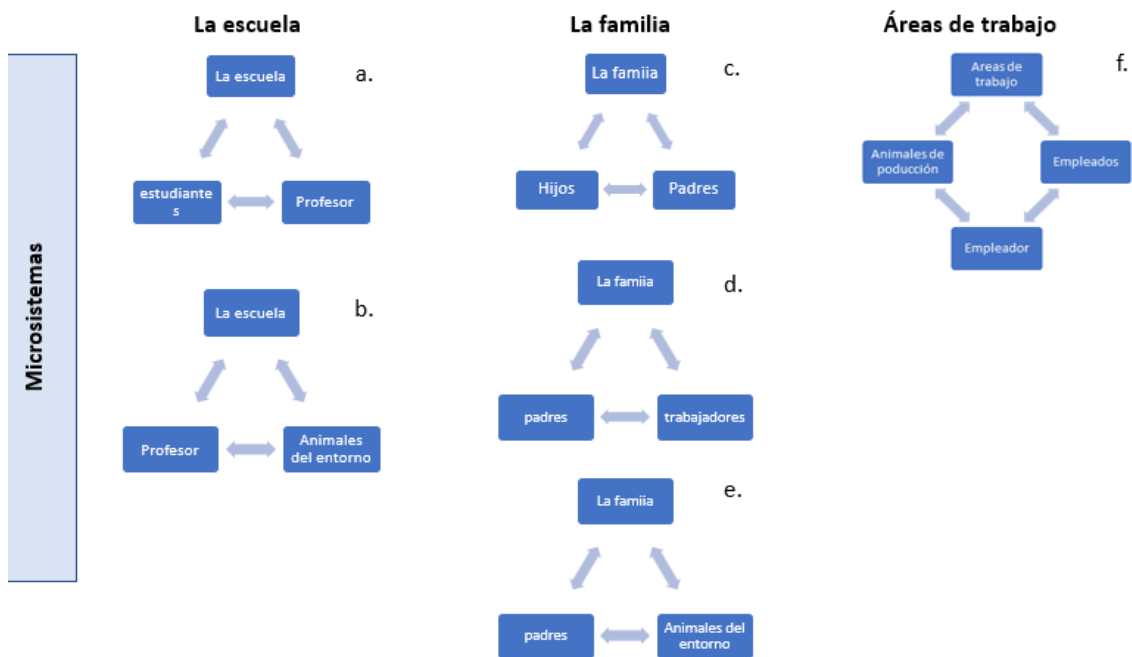 La escuela
La familia
Áreas de trabajo
Microsistemas
La escuela
a.
estudiante
s
Profesor
La escuela
b.
Profesor
Animales
del entorno
La famiia
c.
Hijos
Padres
La famiia
d.
padres
trabajadores
La famiia
e.
padres
Animales del
entorno
Areas de
trabajo
f.
Animales de
poducción
Empleados
Empleador